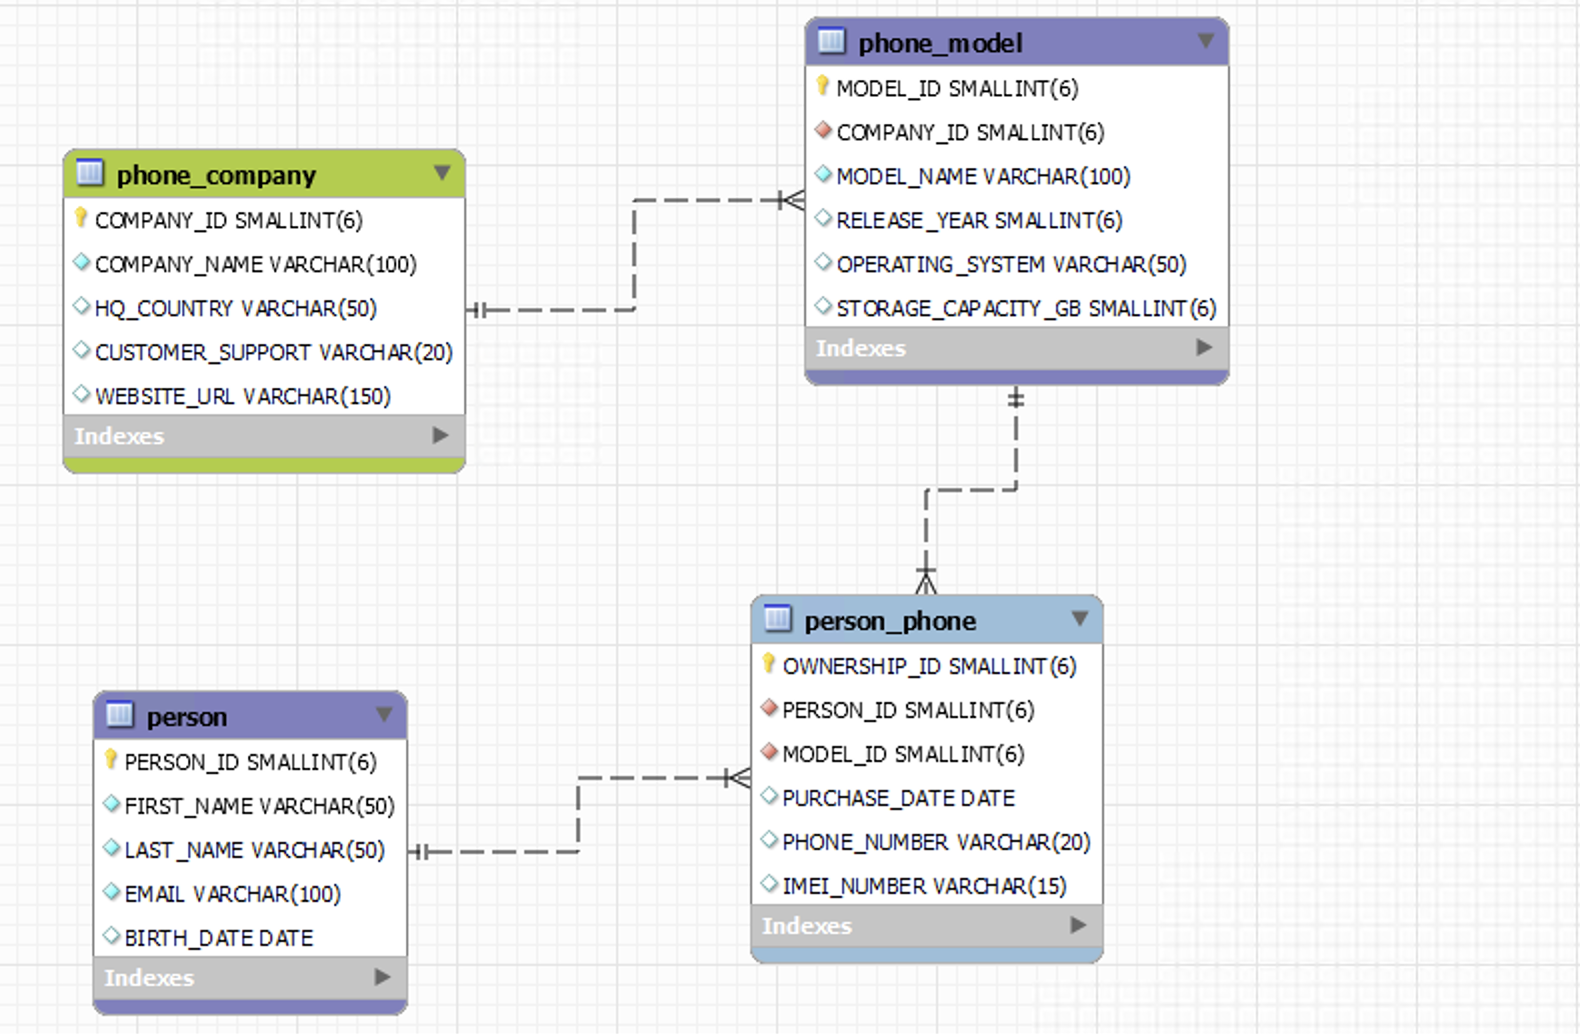 phone_model
MODEL_ID SMALLINT(6)
COMPANY_ID SMALLINT(6)
MODEL_NAME VARCHAR(100)
RELEASE_YEAR SMALLINT(6)
OPERATING_SYSTEM VARCHAR(50)
STORAGE_CAPACITY_GB SMALLINT(6)
Indexes
phone_company
COMPANY_ID SMALLINT(6)
COMPANY_NAME VARCHAR(100)
HQ_COUNTRY VARCHAR(50)
CUSTOMER_SUPPORT VARCHAR(20)
WEBSITE_URL VARCHAR(150)
Indexes
person_phone
OWNERSHIP_ID SMALLINT(6)
PERSON_ID SMALLINT(6)
MODEL_ID SMALLINT(6)
PURCHASE_DATE DATE
PHONE_NUMBER VARCHAR(20)
IMEI_NUMBER VARCHAR(15)
Indexes
person
PERSON_ID SMALLINT(6)
FIRST_NAME VARCHAR(50)
LAST_NAME VARCHAR(50)
EMAIL VARCHAR(100)
BIRTH_DATE DATE
Indexes